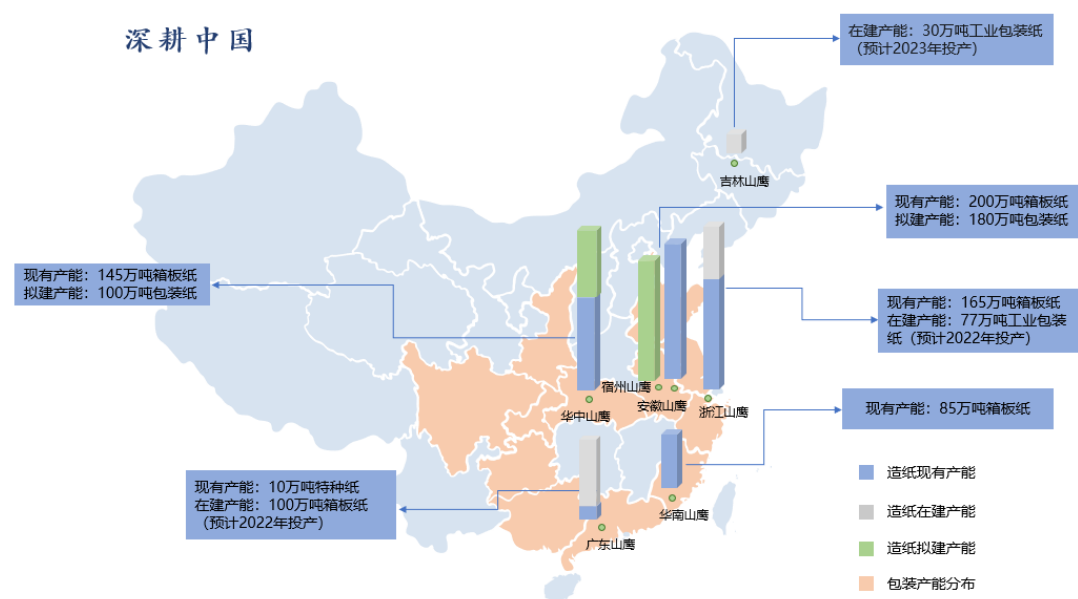 深耕中国
在建产能：30万吨工业包装纸
（预计2023年投产）
吉林山鹰
现有产能：200万吨箱板纸
拟建产能：180万吨包装纸
现有产能：145万吨箱板纸
拟建产能：100万吨包装纸
现有产能：165万吨箱板纸
在建产能：77万吨工业包装
纸（预计2022年投产）
宿州山鹰
安徽山鹰
浙江山鹰
华中山鹰
现有产能：85万吨箱板纸
现有产能：10万吨特种纸
在建产能：100万吨箱板纸
（预计2022年投产）
华南山鹰
广东山鹰
造纸现有产能
造纸在建产能
造纸拟建产能
包装产能分布